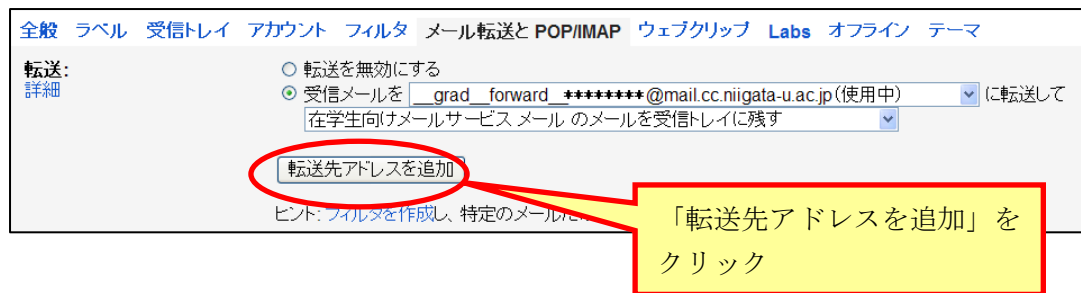 全般 ラベル 受信トレイ アカウント フィルタ メール転送と POP/IMAP ウェブクリップ Labs オフライン テーマ
転送: 転送を無効にする
詳細 受信メールを __grad__forward__********@mail.cc.niigata-u.ac.jp(使用中) に転送して
在学生向けメールサービス メール のメールを受信トレイに残す
転送先アドレスを追加
ヒント: フィルタを作成し、特定のメールだ
「転送先アドレスを追加」を
クリック